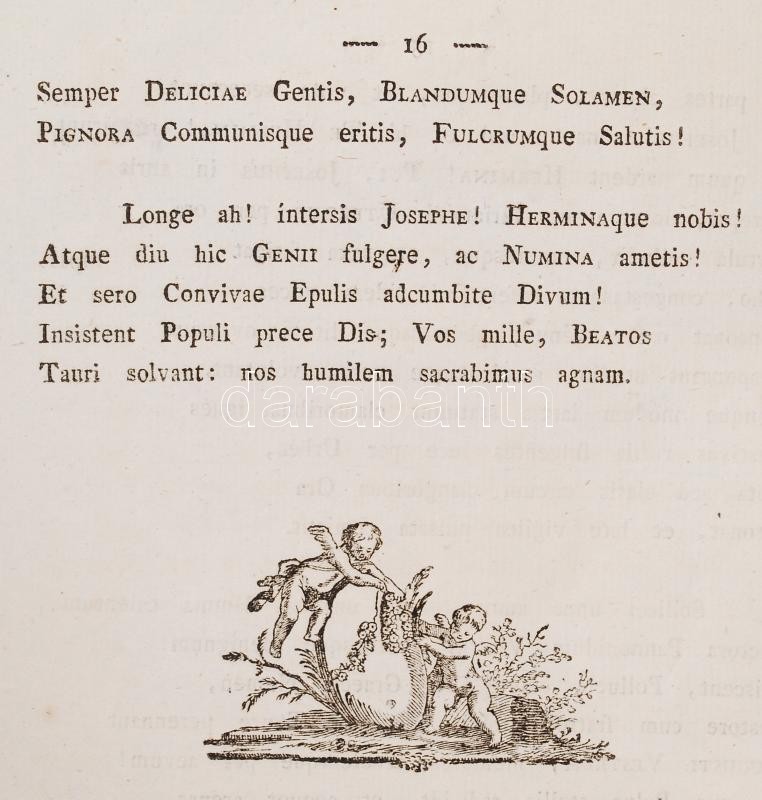 — 16 —
Semper DELICIAE Gentis, BLANDUMque SOLAMEN,
PIGNORA Communisque eritis, FULCRUMque Salutis!
Longe ah! intersis JOSEPHE! HERMINAque nobis!
Atque diu hic GENII fulgere, ac NUMINA ametis!
Et sero Convivae Epulis adcumbite Divum!
Insistent Populi prece Dis; Vos mille, BEATOS
Tauri solvant: nos humilem sacrabimus agnam.
darabanth